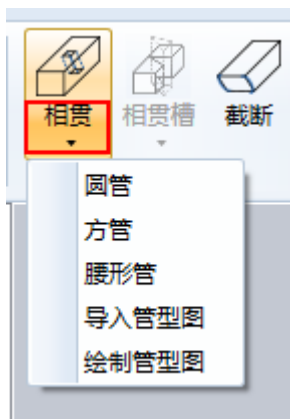 相贯 相贯槽 截断
圆管
方管
腰形管
导入管型图
绘制管型图